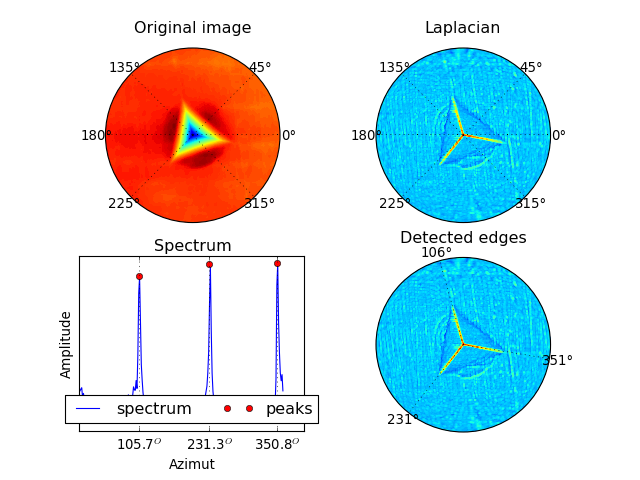 Original image
135°
45°
180°
0°
225°
315°
Laplacian
135°
45°
180°
0°
225°
315°
Spectrum
Amplitude
spectrum
peaks
105.7°
231.3°
350.8°
Azimut
Detected edges
106°
351°
231°